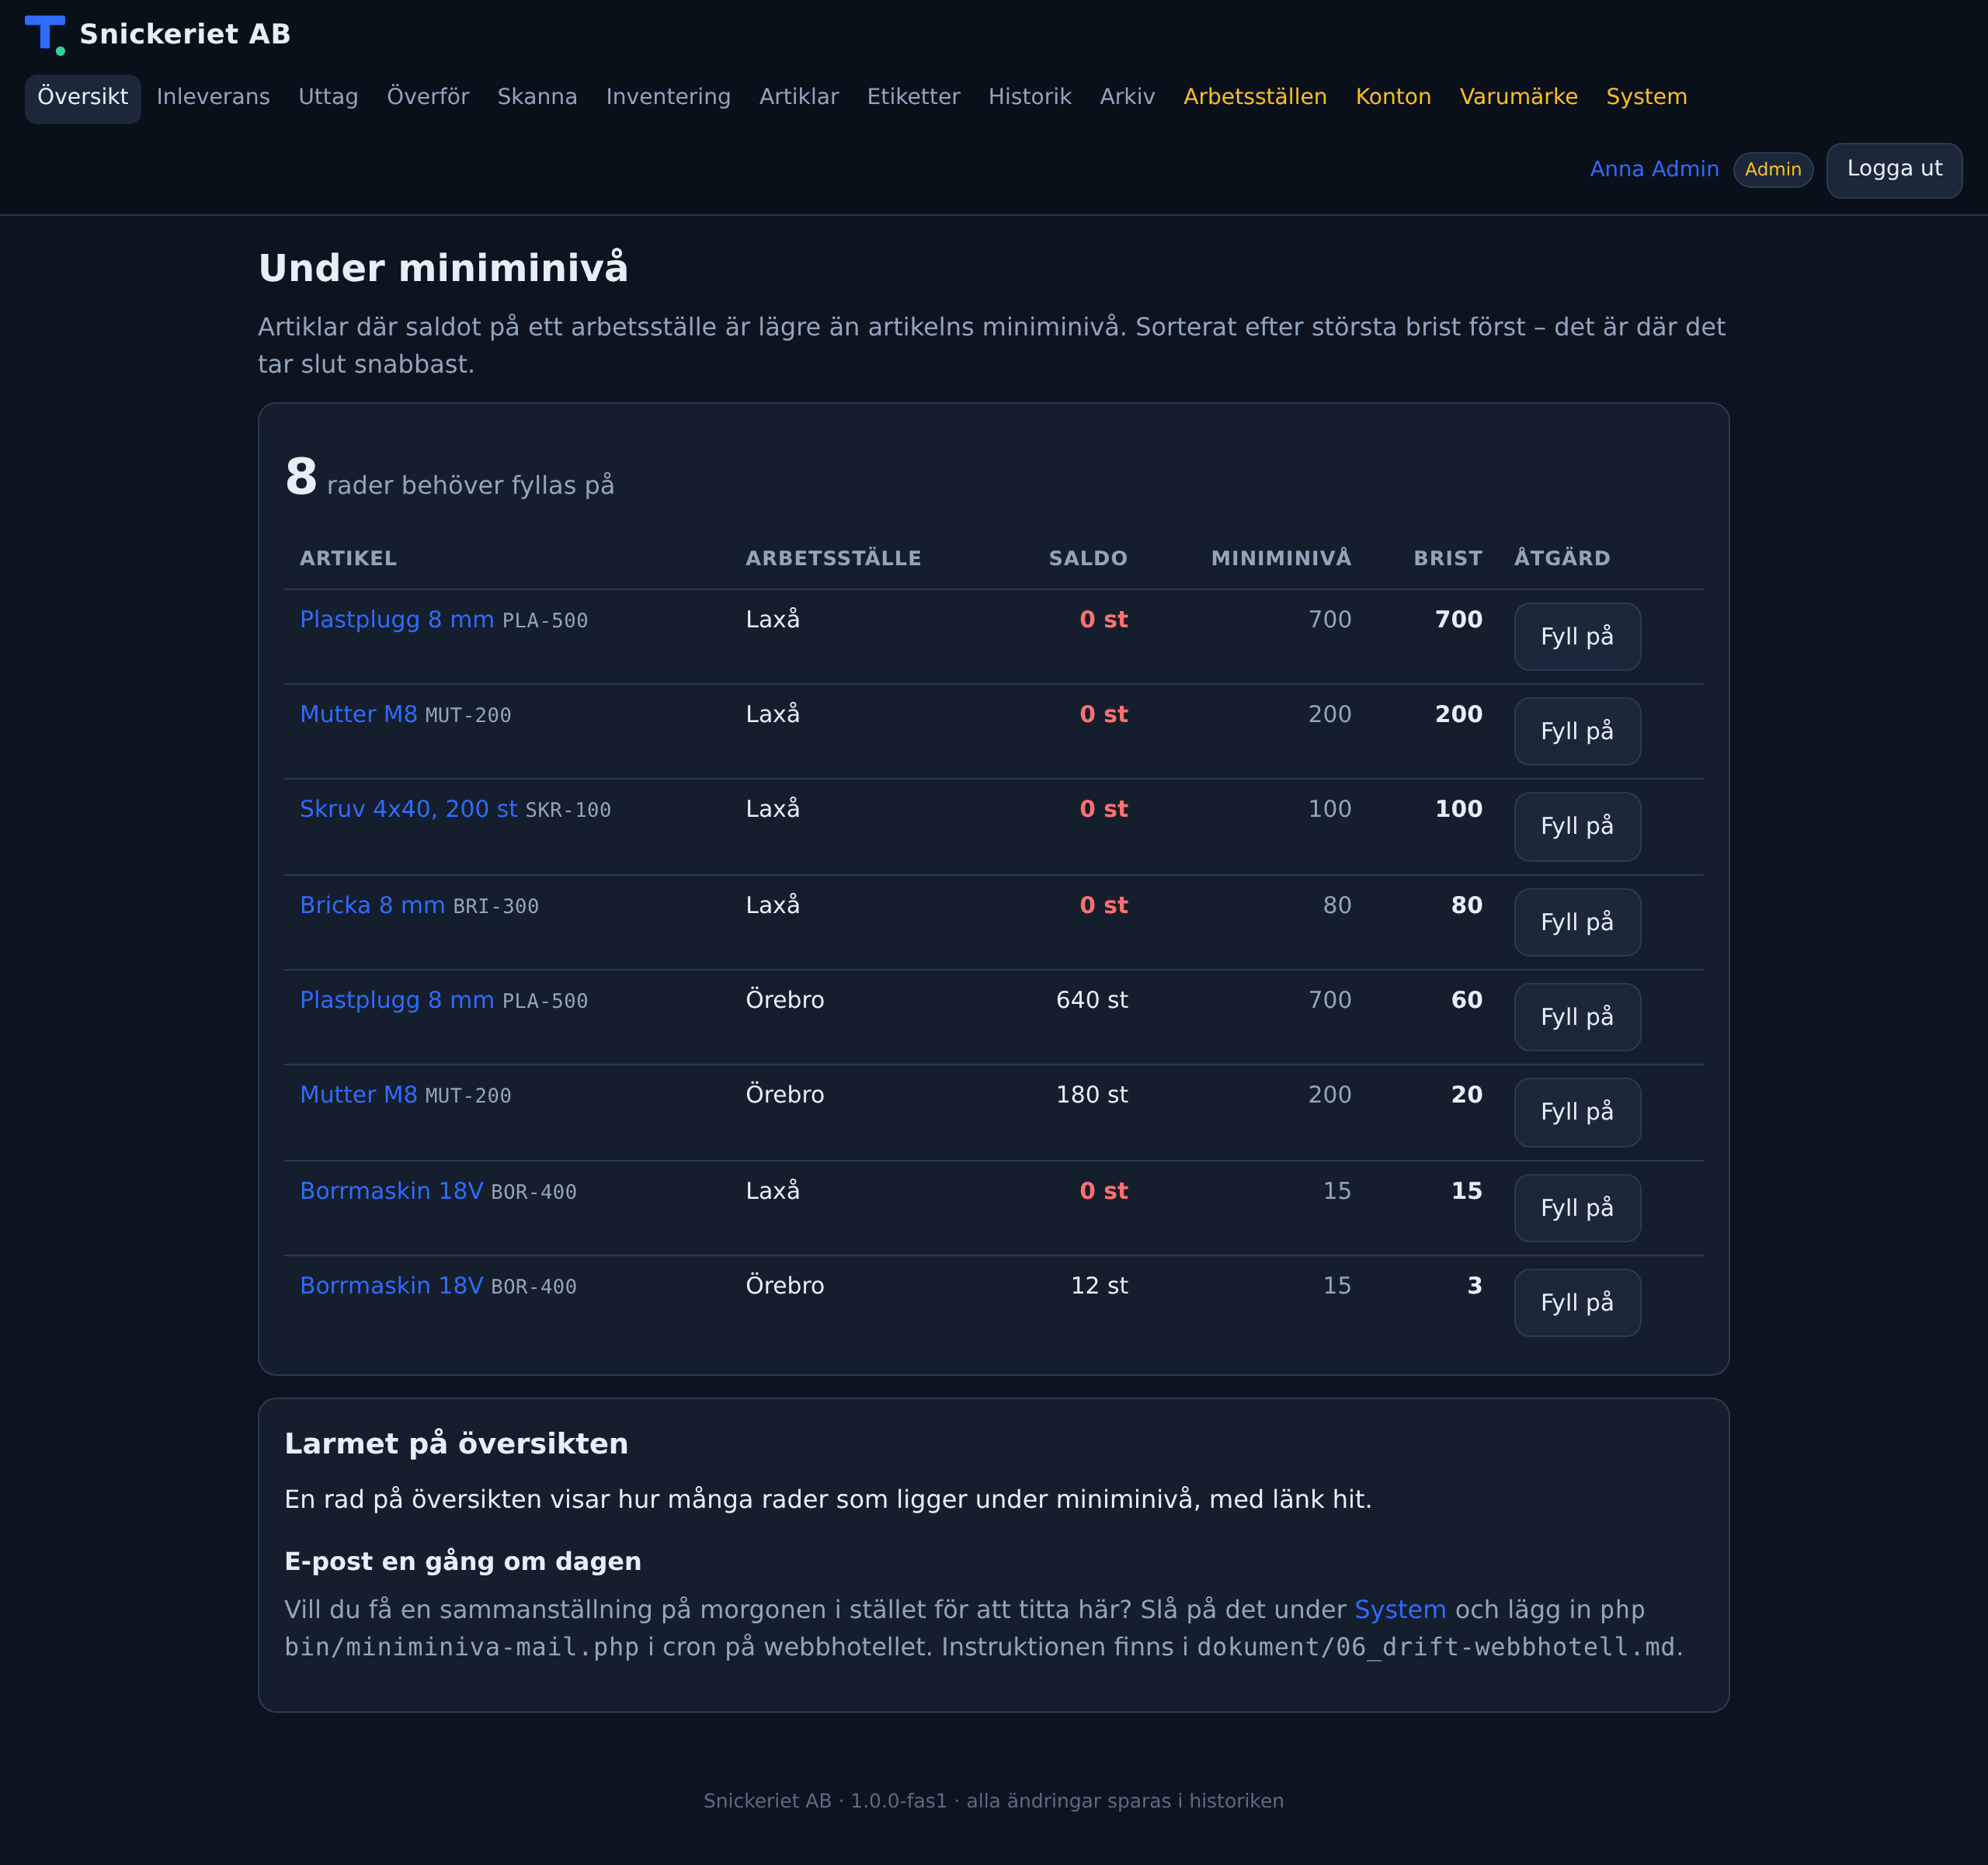 Snickeriet AB
Översikt Inleverans Uttag Överför Skanna Inventering Artiklar Etiketter Historik Arkiv Arbetsställen Konton Varumärke System
Anna Admin Admin Logga ut
Under miniminivå
Artiklar där saldot på ett arbetsställe är lägre än artikelns miniminivå. Sorterat efter största brist först – det är där det
tar slut snabbast.
8 rader behöver fyllas på
ARTIKEL ARBETSSTÄLLE SALDO MINIMINIVÅ BRIST ÅTGÄRD
Plastplugg 8 mm PLA-500 Laxå 0 st 700 700 Fyll på
Mutter M8 MUT-200 Laxå 0 st 200 200 Fyll på
Skruv 4x40, 200 st SKR-100 Laxå 0 st 100 100 Fyll på
Bricka 8 mm BRI-300 Laxå 0 st 80 80 Fyll på
Plastplugg 8 mm PLA-500 Örebro 640 st 700 60 Fyll på
Mutter M8 MUT-200 Örebro 180 st 200 20 Fyll på
Borrmaskin 18V BOR-400 Laxå 0 st 15 15 Fyll på
Borrmaskin 18V BOR-400 Örebro 12 st 15 3 Fyll på
Larmet på översikten
En rad på översikten visar hur många rader som ligger under miniminivå, med länk hit.
E-post en gång om dagen
Vill du få en sammanställning på morgonen i stället för att titta här? Slå på det under System och lägg in php
bin/miniminiva-mail.php i cron på webbhotellet. Instruktionen finns i dokument/06_drift-webbhotell.md.
Snickeriet AB · 1.0.0-fas1 · alla ändringar sparas i historiken